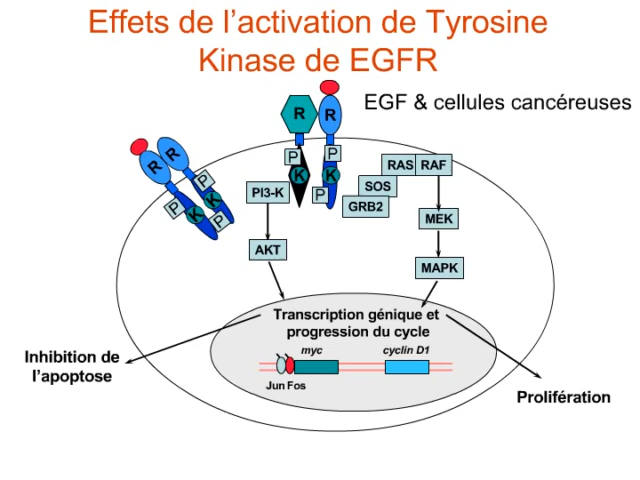 Effets de l’activation de Tyrosine
Kinase de EGFR
EGF & cellules cancéreuses
R R
R R
P P
K K
P P
P
K K
P
PI3-K
AKT
RAS RAF
SOS
GRB2
MEK
MAPK
Transcription génique et
progression du cycle
myc cyclin D1
Jun Fos
Inhibition de
l’apoptose
Prolifération